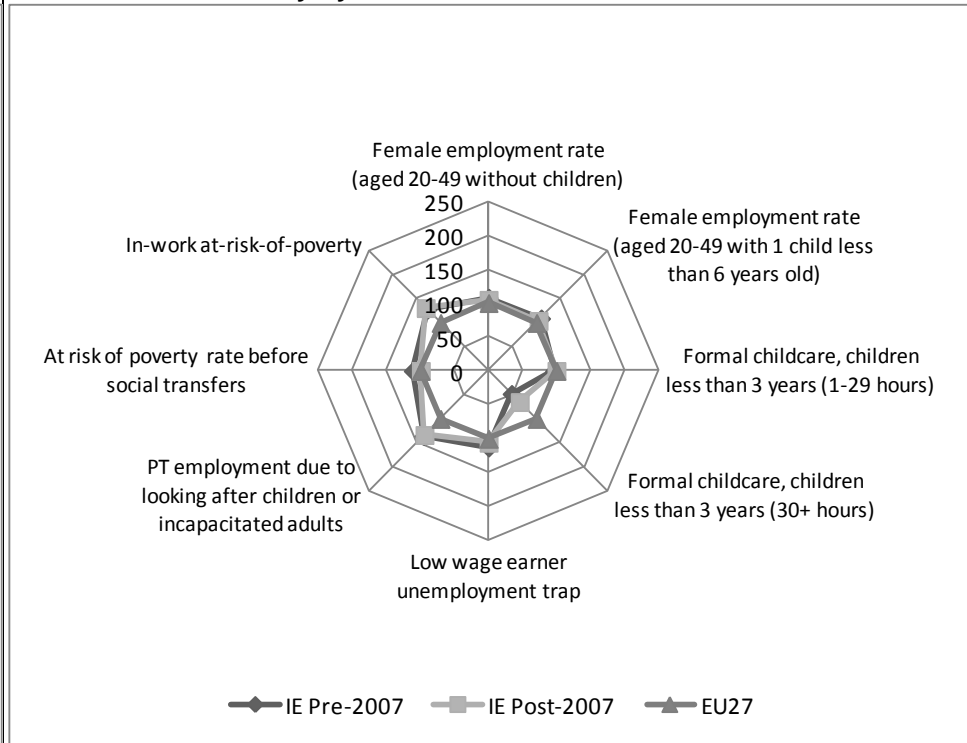 Female employment rate
(aged 20-49 without children)
250
200
150
100
50
0
Female employment rate
(aged 20-49 with 1 child less
than 6 years old)
Formal childcare, children
less than 3 years (1-29 hours)
Formal childcare, children
less than 3 years (30+ hours)
Low wage earner
unemployment trap
PT employment due to
looking after children or
incapacitated adults
At risk of poverty rate before
social transfers
In-work at-risk-of-poverty
IE Pre-2007 IE Post-2007 EU27